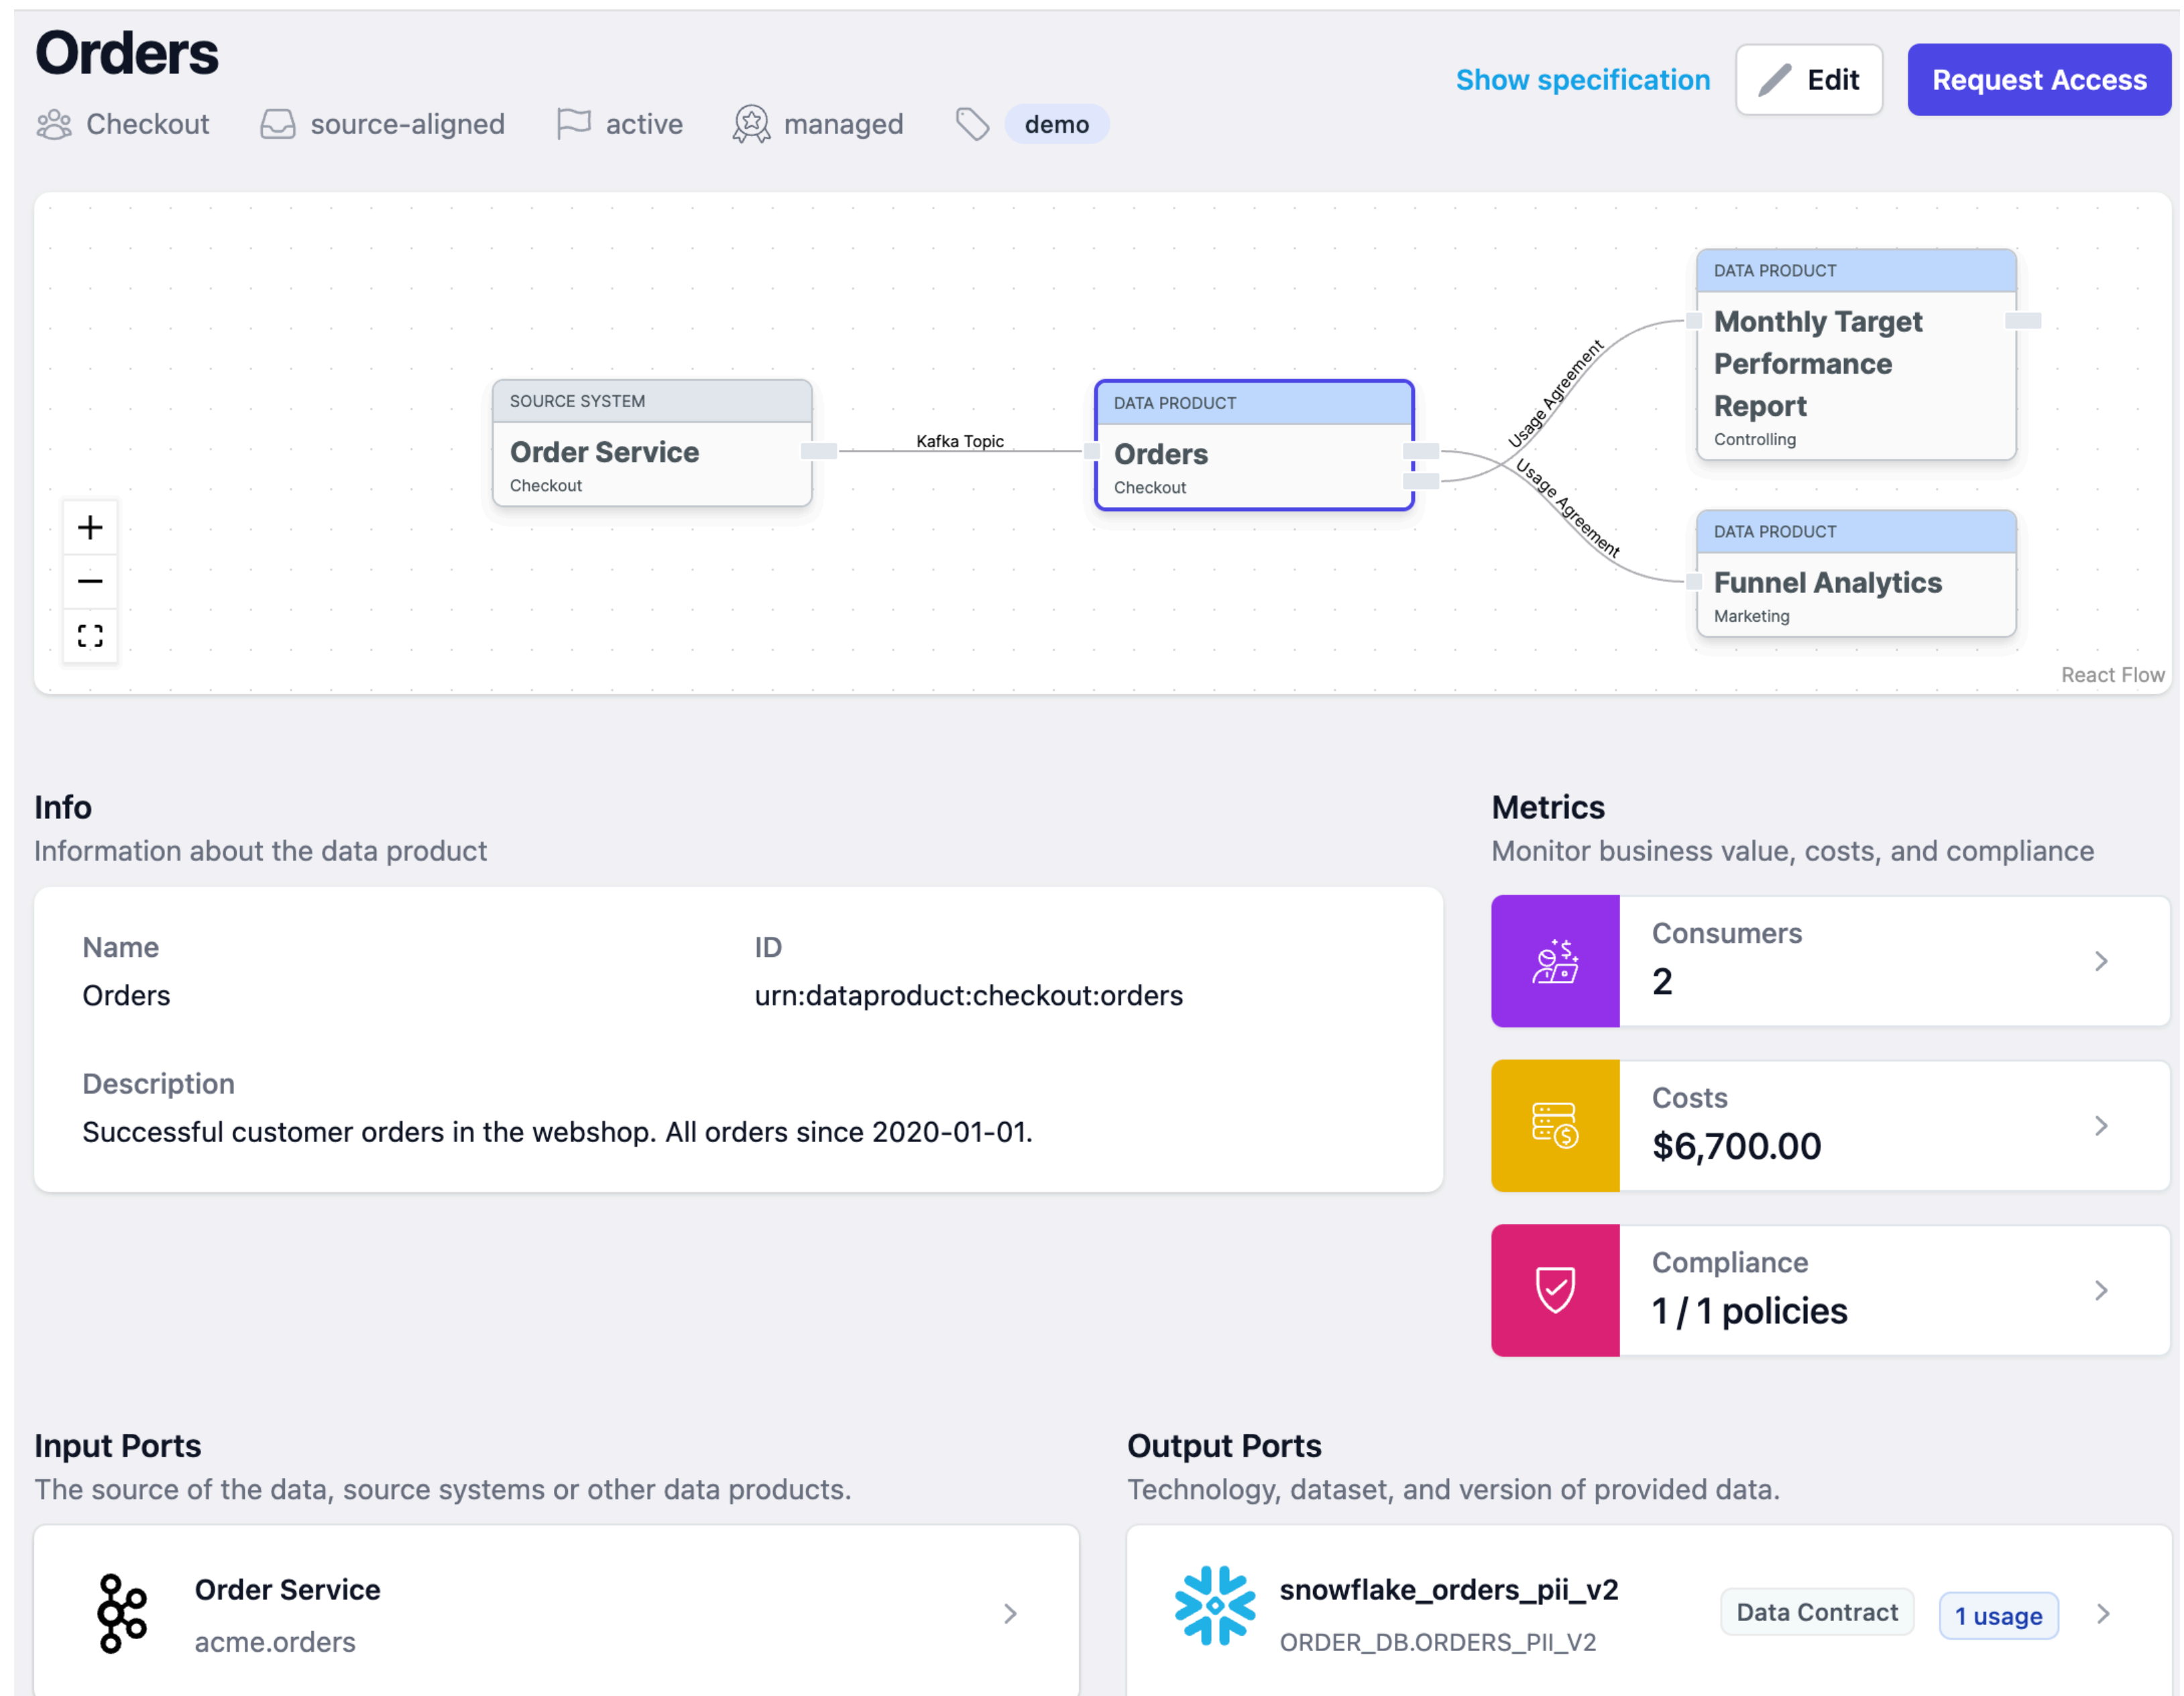 Orders
Show specification
Edit
Request Access
Checkout
source-aligned
active
managed
demo
SOURCE SYSTEM
Order Service
Checkout
Kafka Topic
DATA PRODUCT
Orders
Checkout
Usage Agreement
Usage Agreement
DATA PRODUCT
Monthly Target
Performance
Report
Controlling
DATA PRODUCT
Funnel Analytics
Marketing
React Flow
Info
Information about the data product
Name
Orders
ID
urn:dataproduct:checkout:orders
Description
Successful customer orders in the webshop. All orders since 2020-01-01.
Metrics
Monitor business value, costs, and compliance
Consumers
2
Costs
$6,700.00
Compliance
1 / 1 policies
Input Ports
The source of the data, source systems or other data products.
Order Service
acme.orders
Output Ports
Technology, dataset, and version of provided data.
snowflake_orders_pii_v2
ORDER_DB.ORDERS_PII_V2
Data Contract
1 usage